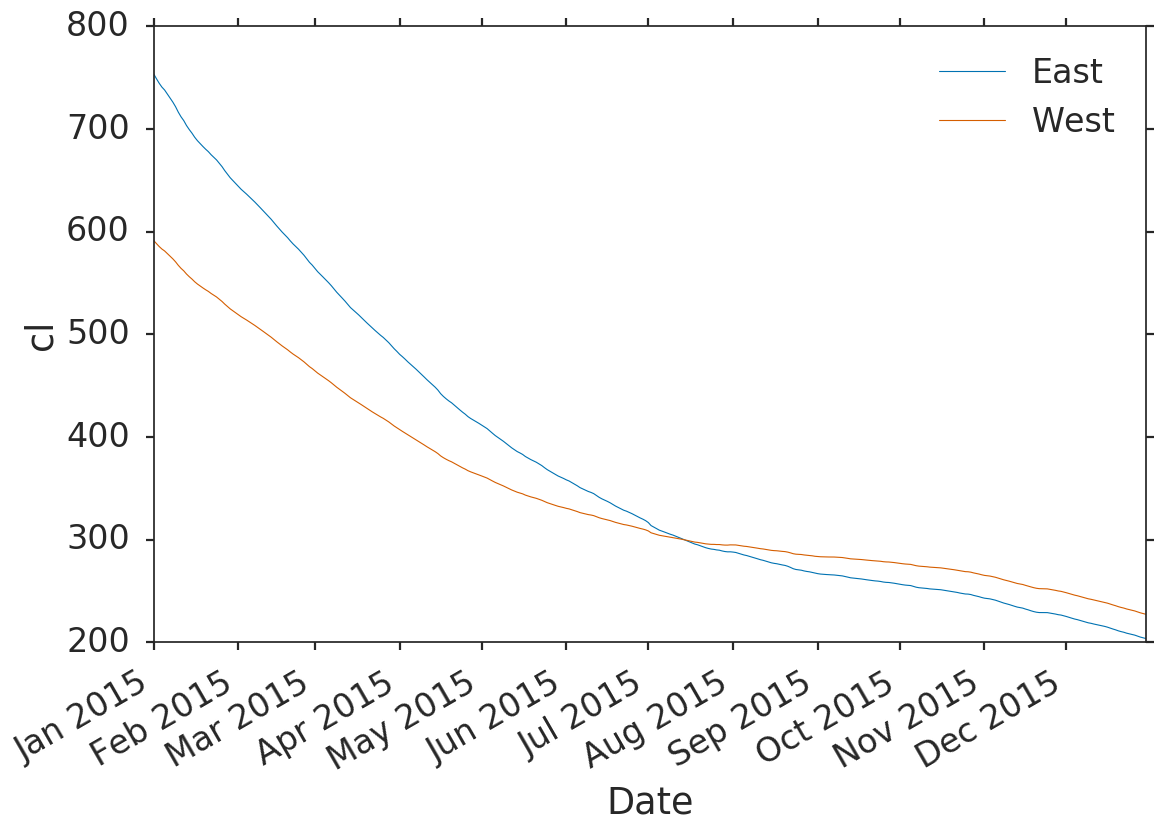 800
700
600
500
400
300
200
cl
East
West
Jan 2015
Feb 2015
Mar 2015
Apr 2015
May 2015
Jun 2015
Jul 2015
Aug 2015
Sep 2015
Oct 2015
Nov 2015
Dec 2015
Date